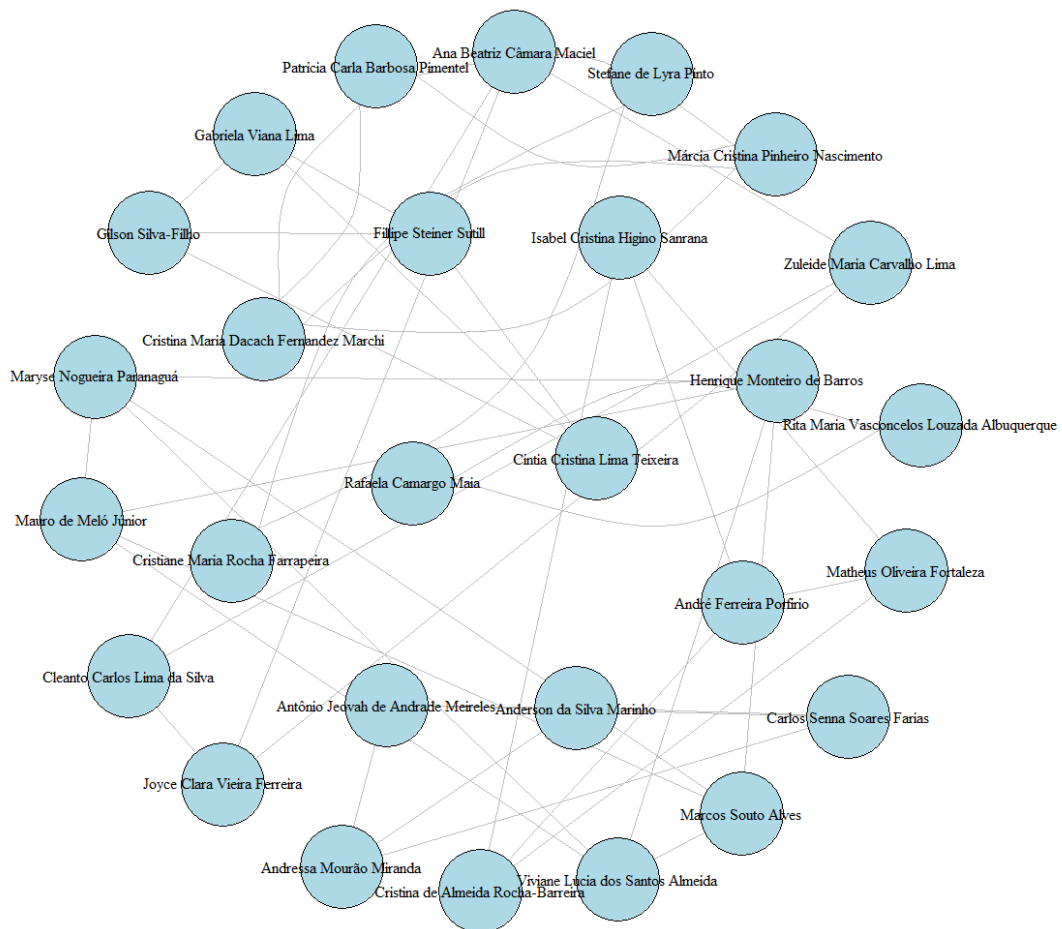 Ana Beatriz Câmara Maciel
Patricia Carla Barbosa Pimentel
Stefane de Lyra Pinto
Gabriela Viana Lima
Márcia Cristina Pinheiro Nascimento
Gilson Silva-Filho
Fillipe Steiner Sutill
Isabel Cristina Higino Sanrana
Zuleide Maria Carvalho Lima
Cristina Maria Dacach Fernandez Marchi
Maryse Nogueira Paranaguá
Henrique Monteiro de Barros
Rita Maria Vasconcelos Louzada Albuquerque
Cintia Cristina Lima Teixeira
Rafaela Camargo Maia
Mauro de Meló Júnior
Cristiane Maria Rocha Farrapeira
Matheus Oliveira Fortaleza
André Ferreira Porfirio
Cleanto Carlos Lima da Silva
Antônio Jeovah de Andrade Meireles
Anderson da Silva Marinho
Carlos Senna Soares Farias
Joyce Clara Vieira Ferreira
Marcos Souto Alves
Andressa Mourão Miranda
Viviane Lúcia dos Santos Almeida
Cristina de Almeida Rocha-Barreira